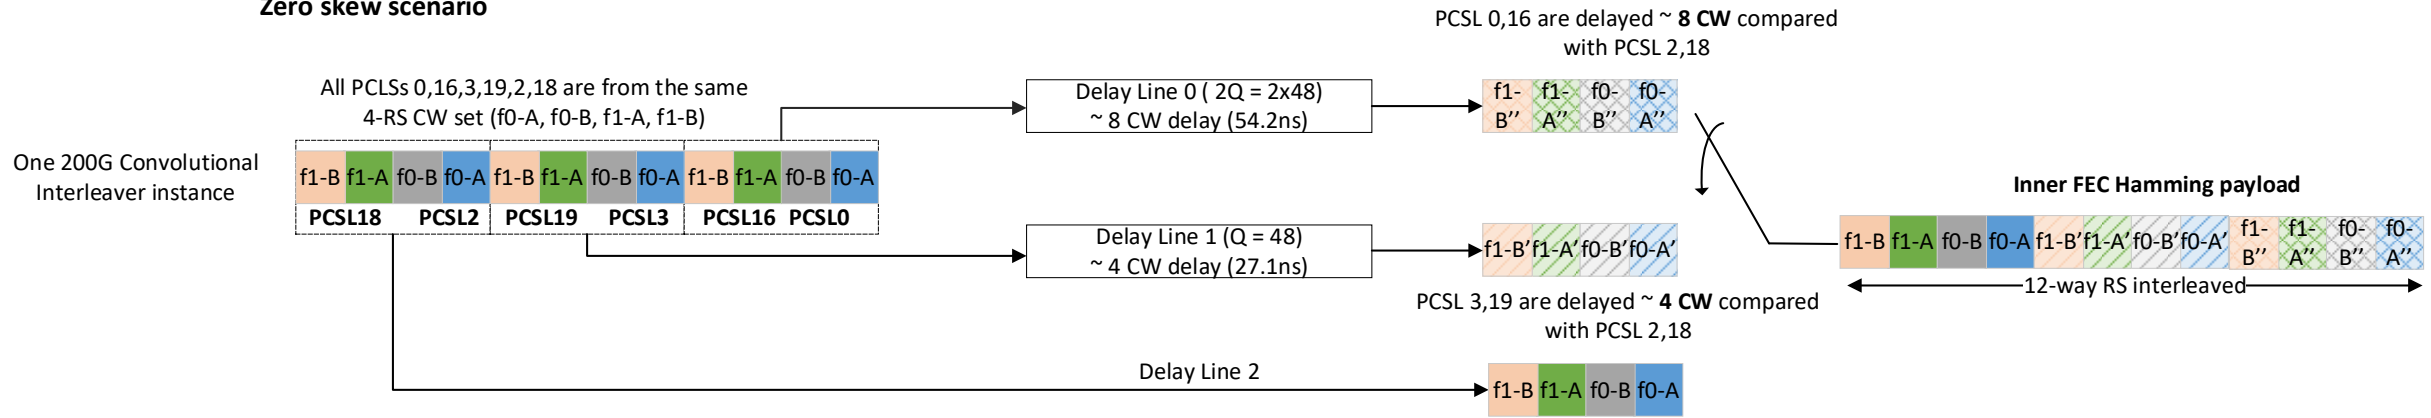 Zero skew scenario
PCSL 0,16 are delayed ~ 8 CW compared
with PCSL 2,18
All PCLSs 0,16,3,19,2,18 are from the same
4-RS CW set (f0-A, f0-B, f1-A, f1-B)
Delay Line 0 ( 2Q = 2x48)
~ 8 CW delay (54.2ns)
f1- f1- f0- f0-
B’’ A’’ B’’ A’’
One 200G Convolutional
Interleaver instance
f1-B f1-A f0-B f0-A f1-B f1-A f0-B f0-A f1-B f1-A f0-B f0-A
PCSL18 PCSL2 PCSL19 PCSL3 PCSL16 PCSL0
Delay Line 1 (Q = 48)
~ 4 CW delay (27.1ns)
f1-B’ f1-A’ f0-B’ f0-A’
PCSL 3,19 are delayed ~ 4 CW compared
with PCSL 2,18
Inner FEC Hamming payload
f1-B f1-A f0-B f0-A f1-B’ f1-A’ f0-B’ f0-A’ f1- f1- f0- f0-
B’’ A’’ B’’ A’’
12-way RS interleaved
Delay Line 2
f1-B f1-A f0-B f0-A